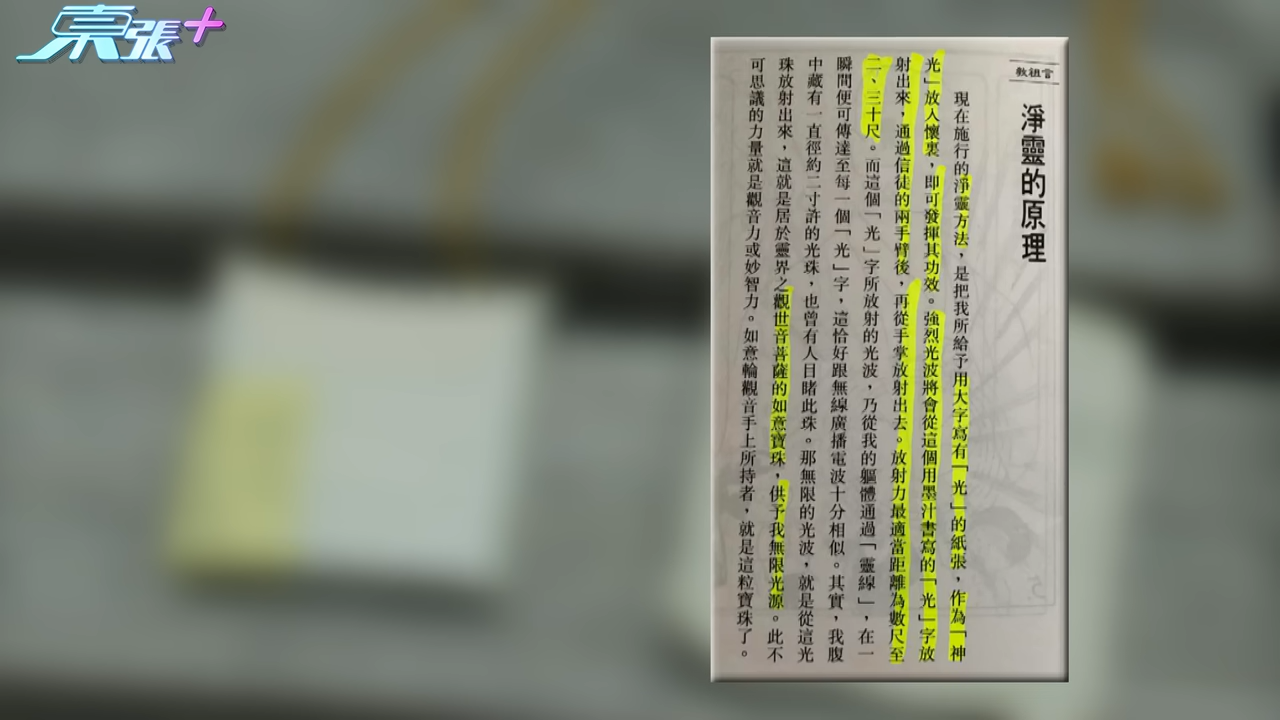 東張+
教祖言
淨靈的原理
現在施行的淨靈方法，是把我所給予用大字寫有「光」的紙張，作為「神
光」放入懷裏，即可發揮其功效。強烈光波將會從這個用墨汁書寫的「光」字放
射出來，通過信徒的兩手臂後，再從手掌放射出去。放射力最適當距離為數尺至
二、三十尺。而這個「光」字所放射的光波，乃從我的軀體通過「靈線」，在一
瞬間便可傳達至每一個「光」字，這恰好跟無線廣播電波十分相似。其實，我腹
中藏有一直徑約二寸許的光珠，也曾有人目睹此珠。那無限的光波，就是從這光
珠放射出來，這就是居於靈界之觀世音菩薩的如意寶珠，供予我無限光源。此不
可思議的力量就是觀音力或妙智力。如意輪觀音手上所持者，就是這粒寶珠了。